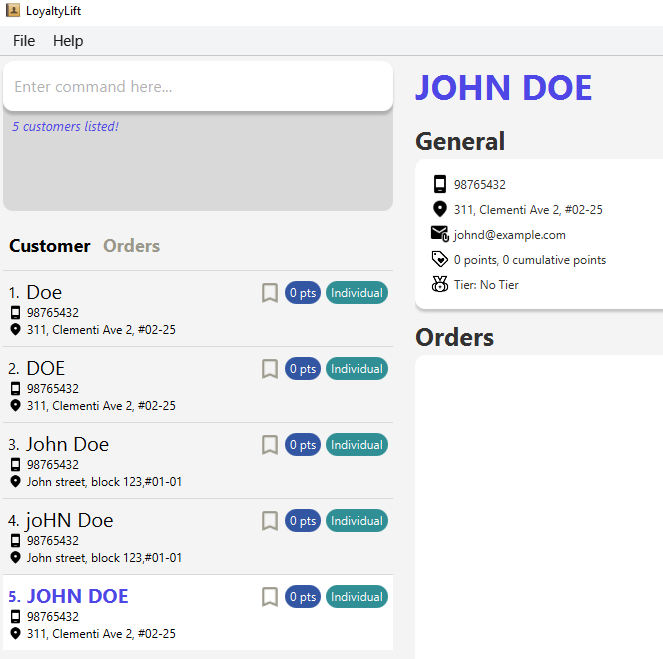 LoyaltyLift
File Help
Enter command here...
5 customers listed!
Customer Orders
1. Doe 0 pts Individual
98765432
311, Clementi Ave 2, #02-25
2. DOE 0 pts Individual
98765432
311, Clementi Ave 2, #02-25
3. John Doe 0 pts Individual
98765432
John street, block 123,#01-01
4. joHN Doe 0 pts Individual
98765432
John street, block 123,#01-01
5. JOHN DOE 0 pts Individual
98765432
311, Clementi Ave 2, #02-25
JOHN DOE
General
98765432
311, Clementi Ave 2, #02-25
johnd@example.com
0 points, 0 cumulative points
Tier: No Tier
Orders